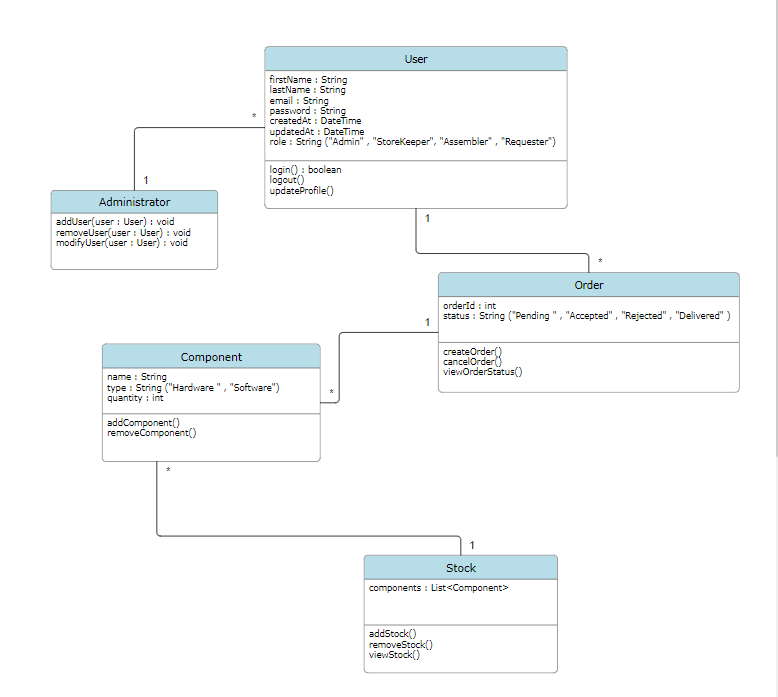 User
firstName : String
lastName : String
email : String
password : String
createdAt : DateTime
updatedAt : DateTime
role : String ("Admin" , "StoreKeeper", "Assembler" , "Requester")
login() : boolean
logout()
updateProfile()
*
1
Administrator
addUser(user : User) : void
removeUser(user : User) : void
modifyUser(user : User) : void
1
*
Order
orderId : int
status : String ("Pending " , "Accepted" , "Rejected" , "Delivered" )
createOrder()
cancelOrder()
viewOrderStatus()
1
*
Component
name : String
type : String ("Hardware " , "Software")
quantity : int
addComponent()
removeComponent()
*
1
Stock
components : List<Component>
addStock()
removeStock()
viewStock()